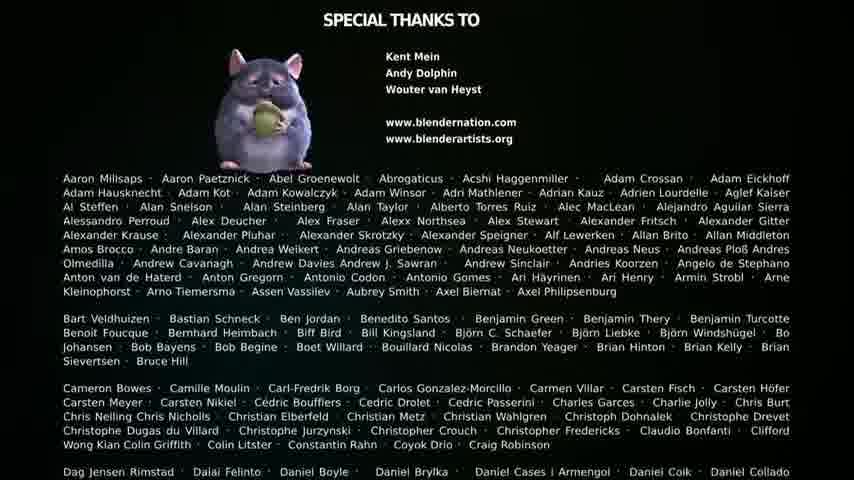 SPECIAL THANKS TO
Kent Mein
Andy Dolphin
Wouter van Heyst
www.blendernation.com
www.blenderartists.org
Aaron Millsaps · Aaron Paetznick · Abel Groenewolt · Abrogaticus · Acshi Haggenmiller · Adam Crossan · Adam Eickhoff
Adam Hausknecht · Adam Kot · Adam Kowalczyk · Adam Winsor · Adri Mathlener · Adrian Kauz · Adrien Lourdelle · Aglef Kaiser
Al Steffen · Alan Snelson · Alan Steinberg · Alan Taylor · Alberto Torres Ruiz · Alec MacLean · Alejandro Aguilar Sierra
Alessandro Perroud · Alex Deucher · Alex Fraser · Alexx Northsea · Alex Stewart · Alexander Fritsch · Alexander Gitter
Alexander Krause · Alexander Pluhar · Alexander Skrotzky · Alexander Speigner · Alf Lewerken · Allan Brito · Allan Middleton
Amos Brocco · Andre Baran · Andrea Weikert · Andreas Griebenow · Andreas Neukoetter · Andreas Neus · Andreas Ploß Andres
Olmedilla · Andrew Cavanagh · Andrew Davies Andrew J. Sawran · Andrew Sinclair · Andries Koorzen · Angelo de Stephano
Anton van de Haterd · Anton Gregorn · Antonio Codon · Antonio Gomes · Ari Häyrinen · Ari Henry · Armin Strobl · Arne
Kleinophorst · Arno Tiemersma · Assen Vassilev · Aubrey Smith · Axel Biernat · Axel Philipsenburg
Bart Veldhuizen · Bastian Schneck · Ben Jordan · Benedito Santos · Benjamin Green · Benjamin Thery · Benjamin Turcotte
Benoit Foucque · Bernhard Heimbach · Biff Bird · Bill Kingsland · Björn C. Schaefer · Björn Liebke · Björn Windshügel · Bo
Johansen · Bob Bayens · Bob Begine · Boet Willard · Bouillard Nicolas · Brandon Yeager · Brian Hinton · Brian Kelly · Brian
Sievertsen · Bruce Hill
Cameron Bowes · Camille Moulin · Carl-Fredrik Borg · Carlos Gonzalez-Morcillo · Carmen Villar · Carsten Fisch · Carsten Höfer
Carsten Meyer · Carsten Nikiel · Cédric Bouffiers · Cedric Drolet · Cedric Passerini · Charles Garces · Charlie Jolly · Chris Burt
Chris Nelling Chris Nicholls · Christian Elberfeld · Christian Metz · Christian Wahlgren · Christoph Dohnalek · Christophe Drevet
Christophe Dugas du Villard · Christophe Jurzynski · Christopher Crouch · Christopher Fredericks · Claudio Bonfanti · Clifford
Wong Kian Colin Griffith · Colin Litster · Constantin Rahn · Coyok Drio · Craig Robinson
Dag Jensen Rimstad · Dalai Felinto · Daniel Boyle · Daniel Brylka · Daniel Cases i Armengol · Daniel Coik · Daniel Collado